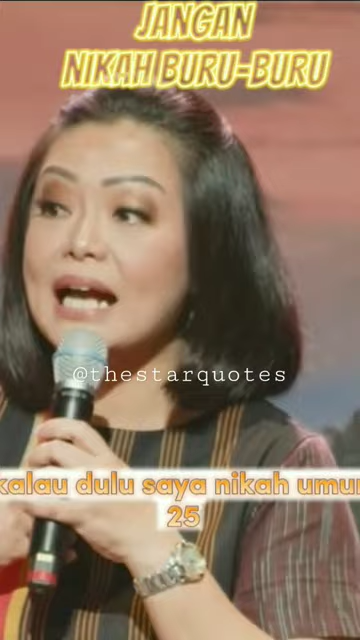 JANGAN
NIKAH BURU-BURU
@thestarquotes
kalau dulu saya nikah umur
25